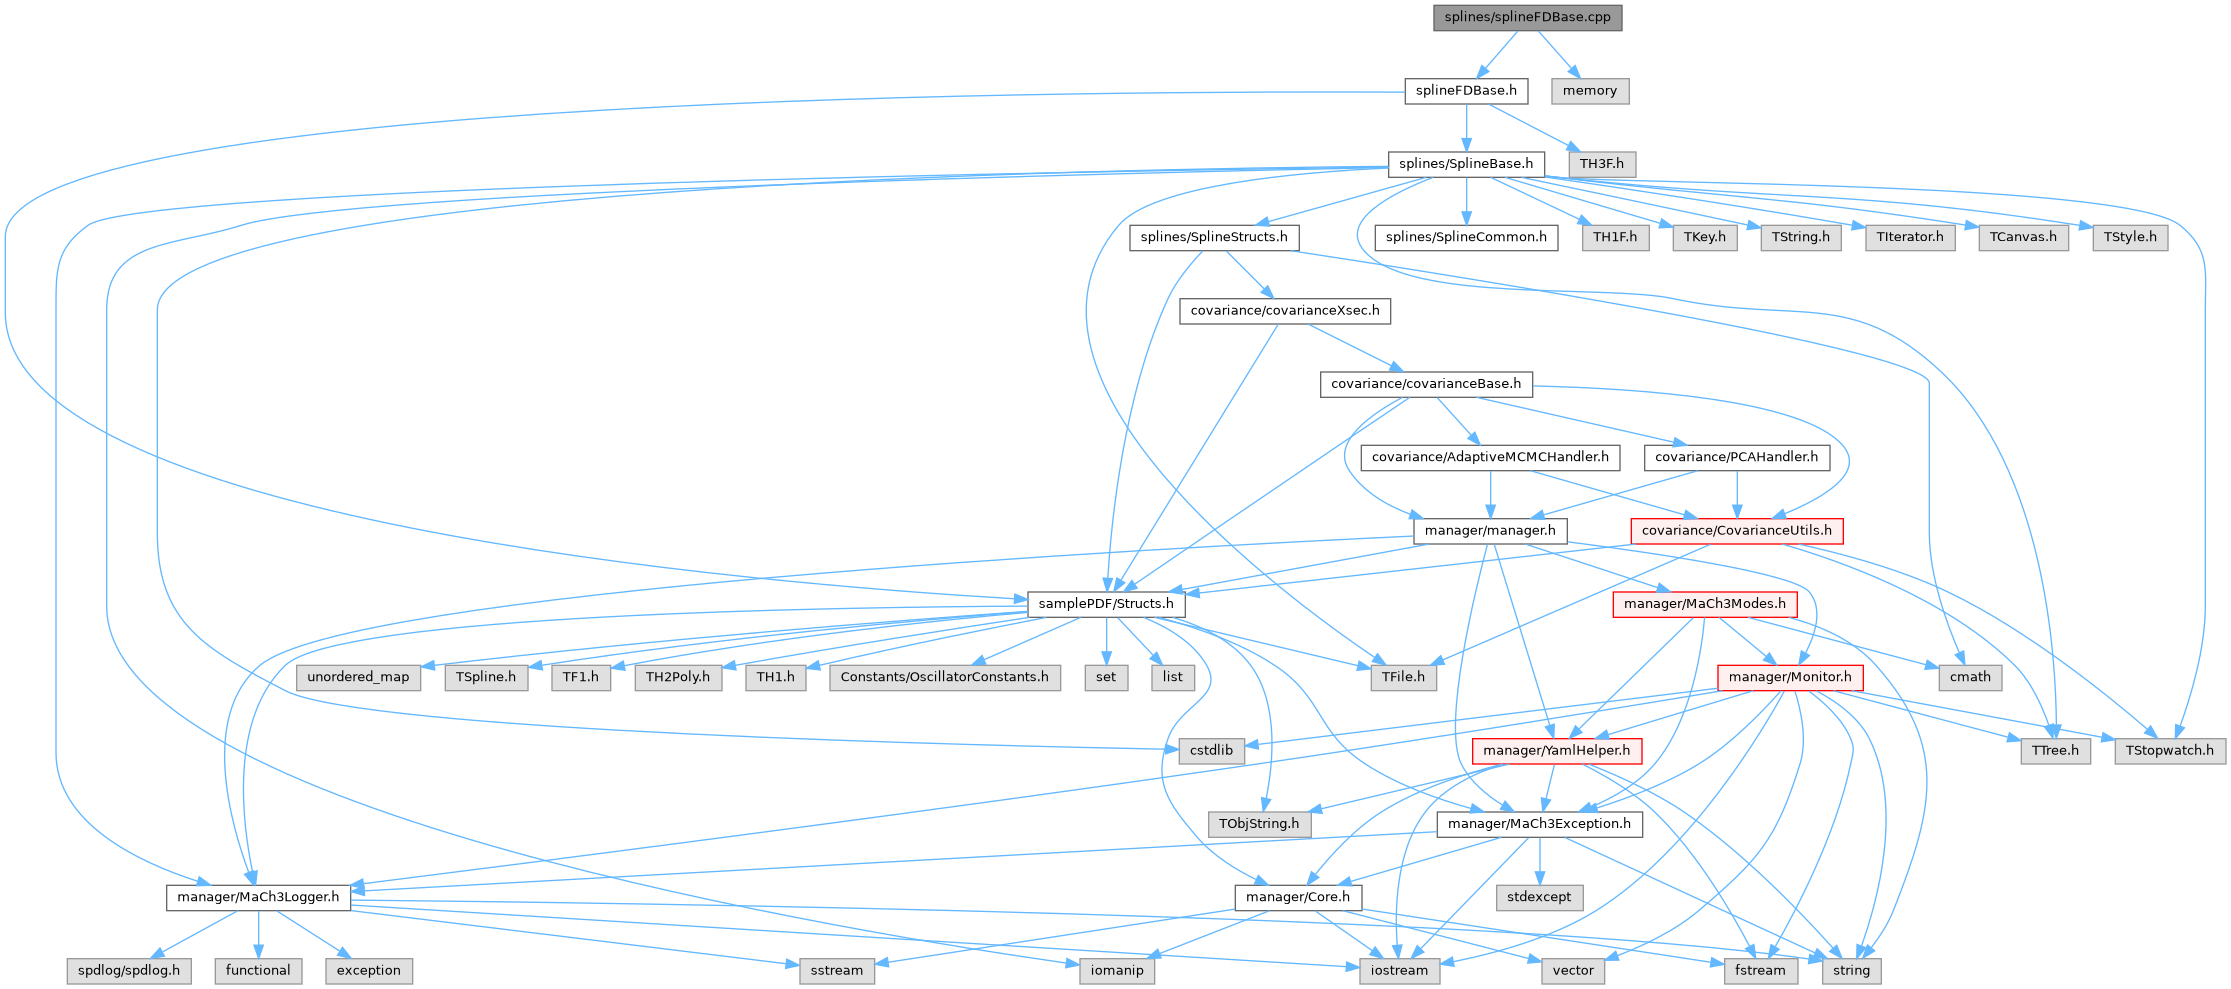 splines/splineFDBase.cpp
splineFDBase.h
memory
splines/SplineBase.h
TH3F.h
splines/SplineStructs.h
splines/SplineCommon.h
TH1F.h
TKey.h
TString.h
TIterator.h
TCanvas.h
TStyle.h
covariance/covarianceXsec.h
covariance/covarianceBase.h
covariance/AdaptiveMCMCHandler.h
covariance/PCAHandler.h
manager/manager.h
covariance/CovarianceUtils.h
samplePDF/Structs.h
manager/MaCh3Modes.h
unordered_map
TSpline.h
TF1.h
TH2Poly.h
TH1.h
Constants/OscillatorConstants.h
set
list
TFile.h
manager/Monitor.h
cmath
cstdlib
manager/YamlHelper.h
TTree.h
TStopwatch.h
TObjString.h
manager/MaCh3Exception.h
manager/MaCh3Logger.h
manager/Core.h
stdexcept
spdlog/spdlog.h
functional
exception
sstream
iomanip
iostream
vector
fstream
string